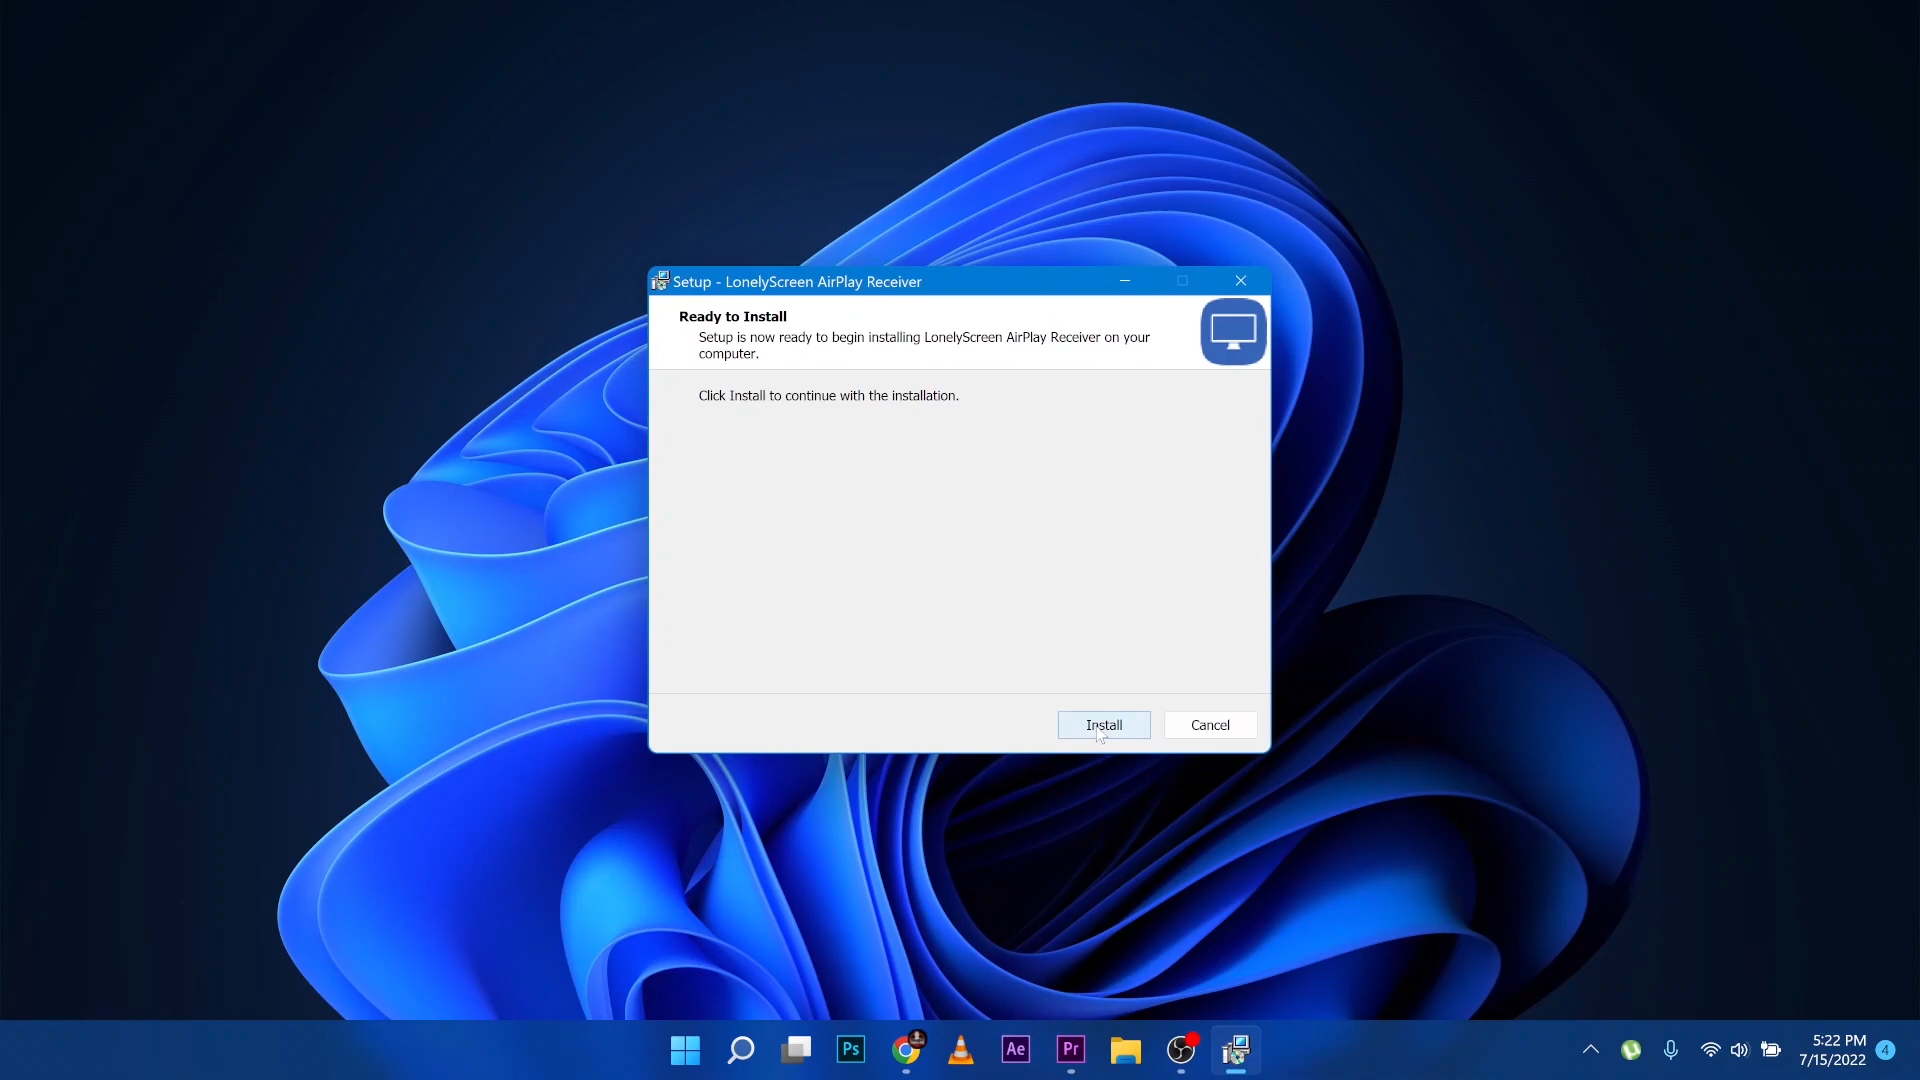 Setup - LonelyScreen AirPlay Receiver
Ready to Install
Setup is now ready to begin installing LonelyScreen AirPlay Receiver on your
computer.
Click Install to continue with the installation.
Install
Cancel
Ps
Ae
Pr
5:22 PM
7/15/2022
4